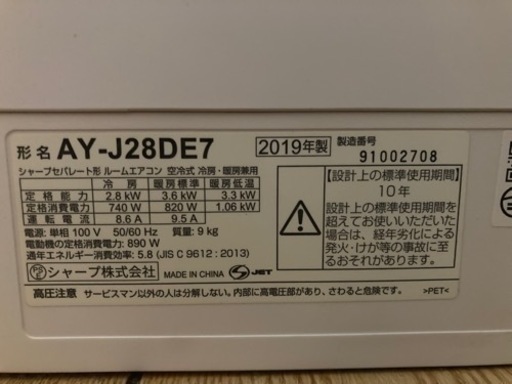 形名 AY-J28DE7 2019年製 製造番号 91002708
シャープセパレート形 ルームエアコン 空冷式 冷房・暖房兼用
冷房 暖房標準 暖房低温
定格能力 2.8 kW 3.6 kW 3.3 kW
定格消費電力 740 W 820 W 1.06 kW
運転電流 8.6 A 9.5 A
電源: 単相 100 V 50/60 Hz 質量: 9 kg
電動機の定格消費電力: 890 W
通年エネルギー消費効率: 5.8 (JIS C 9612 : 2013)
PSE シャープ株式会社 MADE IN CHINA S JET
【設計上の標準使用期間】
10年
設計上の標準使用期間を
超えてお使いいただいた
場合は、経年劣化による
発火・けが等の事故に至
るおそれがあります。
高圧注意 サービスマン以外の人は分解しない。内部に高電圧部があり、さわると危険です。
>PET<